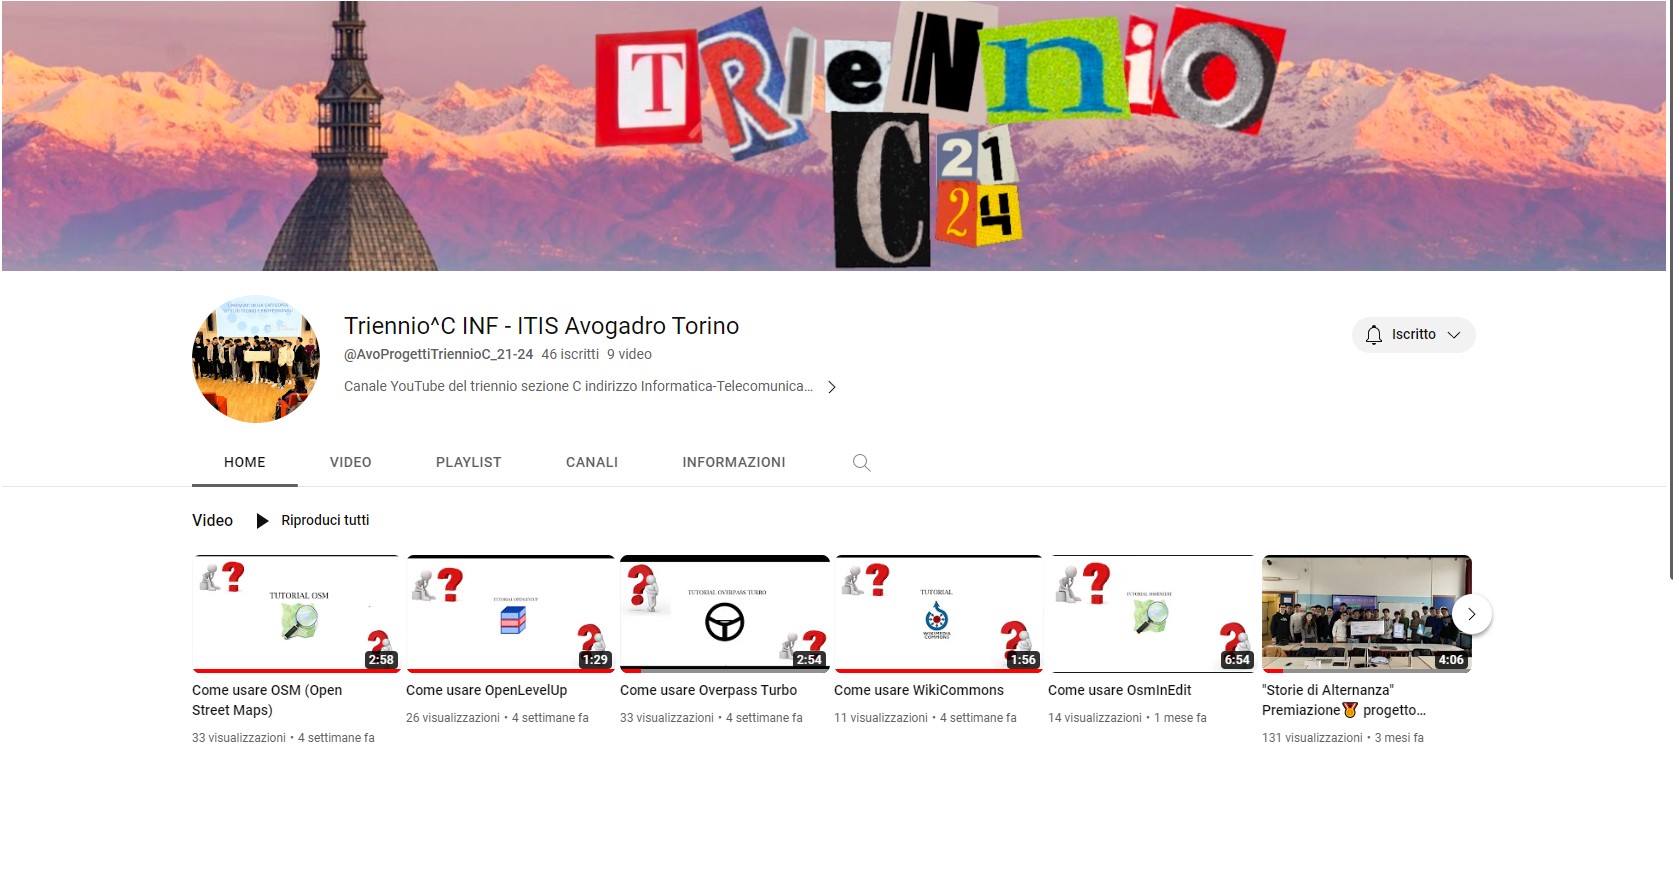 TRIeNniO
C 21
24
Triennio^C INF - ITIS Avogadro Torino
@AvoProgettiTriennioC_21-24 46 iscritti 9 video
Canale YouTube del triennio sezione C indirizzo Informatica-Telecomunica...
Iscritto
HOME VIDEO PLAYLIST CANALI INFORMAZIONI
Video Riproduci tutti
TUTORIAL OSM
2:58
Come usare OSM (Open
Street Maps)
33 visualizzazioni • 4 settimane fa
TUTORIAL OPENLEVELUP
1:29
Come usare OpenLevelUp
26 visualizzazioni • 4 settimane fa
TUTORIAL OVERPASS TURBO
2:54
Come usare Overpass Turbo
33 visualizzazioni • 4 settimane fa
TUTORIAL
WIKIMEDIA
COMMONS
1:56
Come usare WikiCommons
11 visualizzazioni • 4 settimane fa
TUTORIAL OSMINEDIT
6:54
Come usare OsmInEdit
14 visualizzazioni • 1 mese fa
4:06
"Storie di Alternanza"
Premiazione🏅 progetto...
131 visualizzazioni • 3 mesi fa